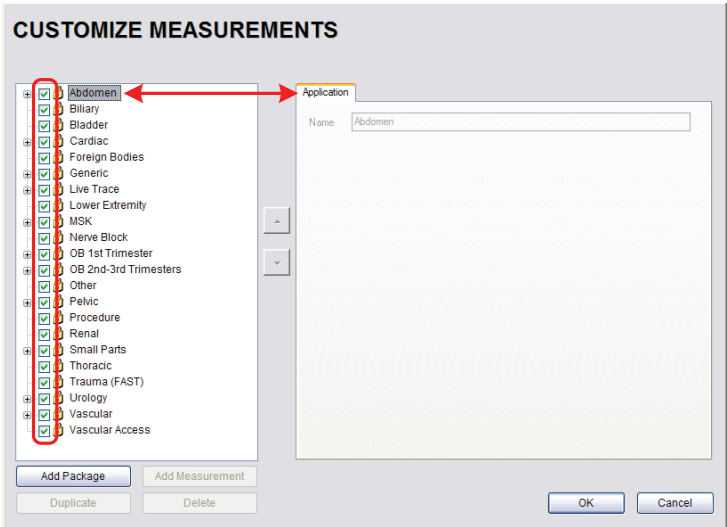 CUSTOMIZE MEASUREMENTS
Abdomen
Biliary
Bladder
Cardiac
Foreign Bodies
Generic
Live Trace
Lower Extremity
MSK
Nerve Block
OB 1st Trimester
OB 2nd-3rd Trimesters
Other
Pelvic
Procedure
Renal
Small Parts
Thoracic
Trauma (FAST)
Urology
Vascular
Vascular Access
Application
Name Abdomen
Add Package Add Measurement
Duplicate Delete
OK Cancel